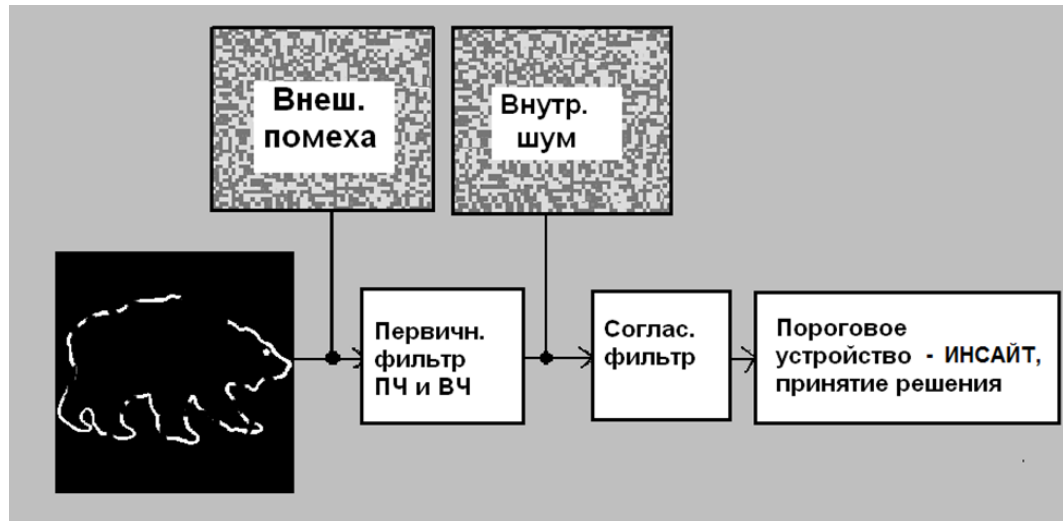 Внеш.
помеха
Внутр.
шум
Первичн.
фильтр
ПЧ и ВЧ
Соглас.
фильтр
Пороговое
устройство - ИНСАЙТ,
принятие решения